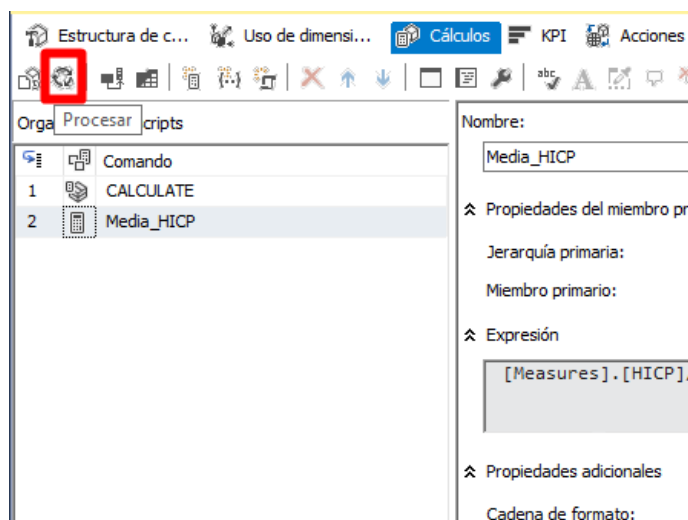 Estructura de c... Uso de dimensi... Cálculos KPI Acciones
Orga Procesar cripts
Nombre:
Comando
Media_HICP
1 CALCULATE
2 Media_HICP
Propiedades del miembro pr
Jerarquía primaria:
Miembro primario:
Expresión
[Measures].[HICP]/
Propiedades adicionales
Cadena de formato: